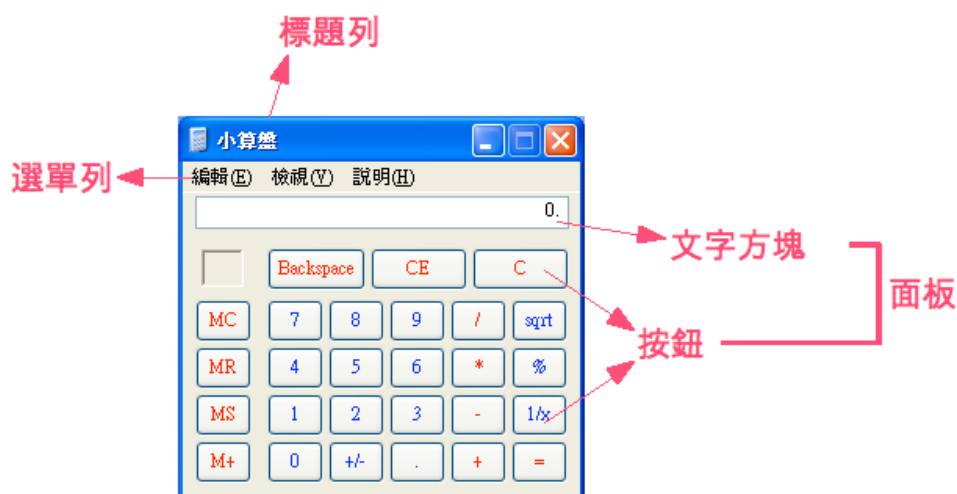 標題列
小算盤
選單列
編輯(E) 檢視(V) 説明(H)
0.
文字方塊
Backspace CE C
面板
MC 7 8 9 / sqrt
按鈕
MR 4 5 6 * %
MS 1 2 3 - 1/x
M+ 0 +/- . + =